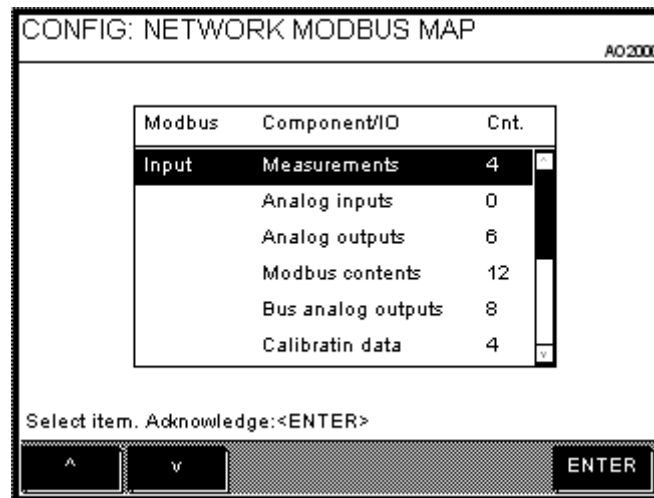 CONFIG: NETWORK MODBUS MAP
AO2000
Modbus Component/IO Cnt.
Input Measurements 4
Analog inputs 0
Analog outputs 6
Modbus contents 12
Bus analog outputs 8
Calibratin data 4
Select item. Acknowledge:<ENTER>
^ v ENTER